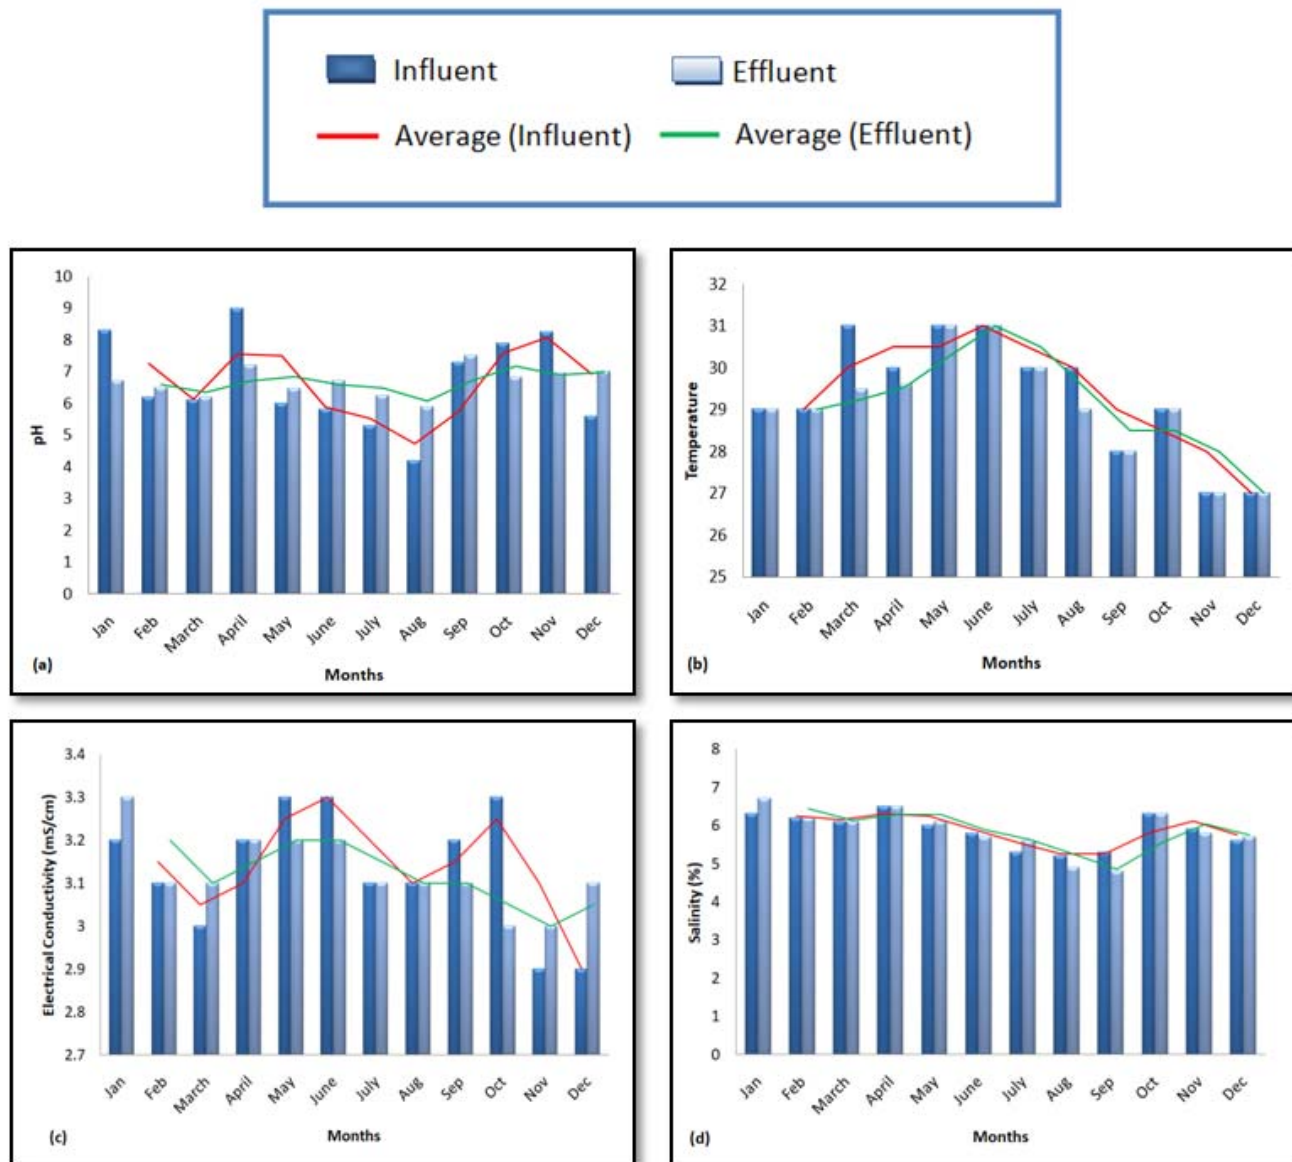 Influent Effluent
Average (Influent) Average (Effluent)
10
9
8
7
6
5
4
3
2
1
0
pH
Jan Feb March April May June July Aug Sep Oct Nov Dec
(a)
Months
32
31
30
29
28
27
26
25
Temperature
Jan Feb March April May June July Aug Sep Oct Nov Dec
(b)
Months
3.4
3.3
3.2
3.1
3
2.9
2.8
2.7
Electrical Conductivity (mS/cm)
Jan Feb March April May June July Aug Sep Oct Nov Dec
(c)
Months
8
7
6
5
4
3
2
1
0
Salinity (%)
Jan Feb March April May June July Aug Sep Oct Nov Dec
(d)
Months